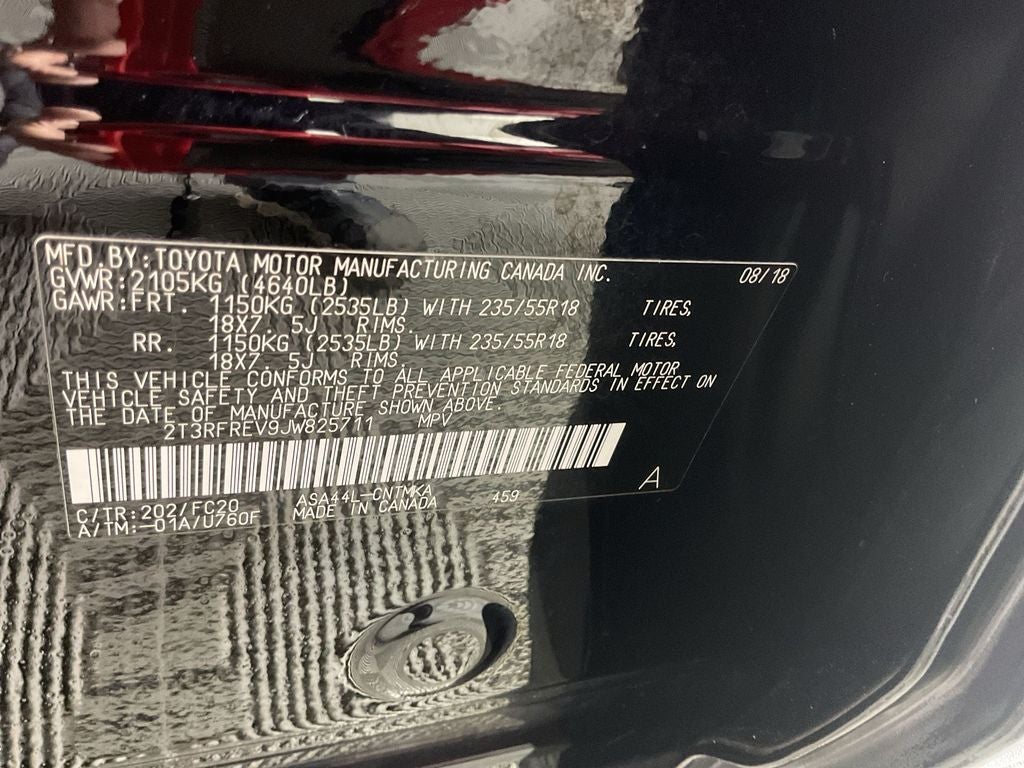 MFD.BY:TOYOTA MOTOR MANUFACTURING CANADA INC. 08/18
GVWR:2105KG (4640LB)
GAWR:FRT. 1150KG (2535LB) WITH 235/55R18 TIRES,
18X7. 5J RIMS.
RR. 1150KG (2535LB) WITH 235/55R18 TIRES,
18X7. 5J RIMS.
THIS VEHICLE CONFORMS TO ALL APPLICABLE FEDERAL MOTOR
VEHICLE SAFETY AND THEFT PREVENTION STANDARDS IN EFFECT ON
THE DATE OF MANUFACTURE SHOWN ABOVE.
2T3RFREV9JW825711 MPV
ASA44L-CNTMKA 459 A
C/TR:202/FC20 MADE IN CANADA
A/TM:-01A/U760F